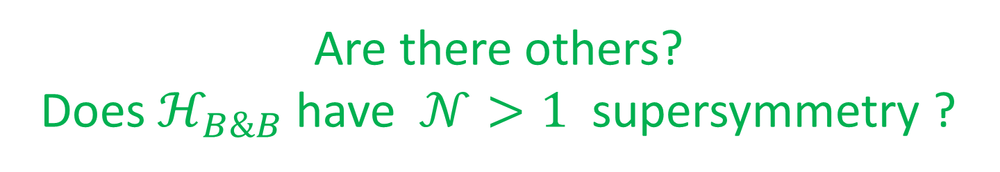 Are there others?
Does $\mathcal{H}_{B\&B}$ have $\mathcal{N} > 1$ supersymmetry ?